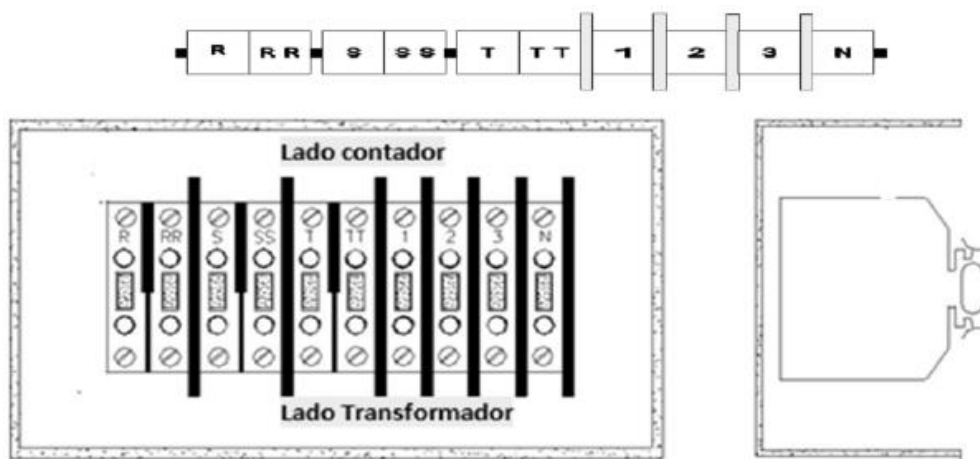 R RR S SS T TT 1 2 3 N
Lado contador
R RR S SS T TT 1 2 3 N
Lado Transformador